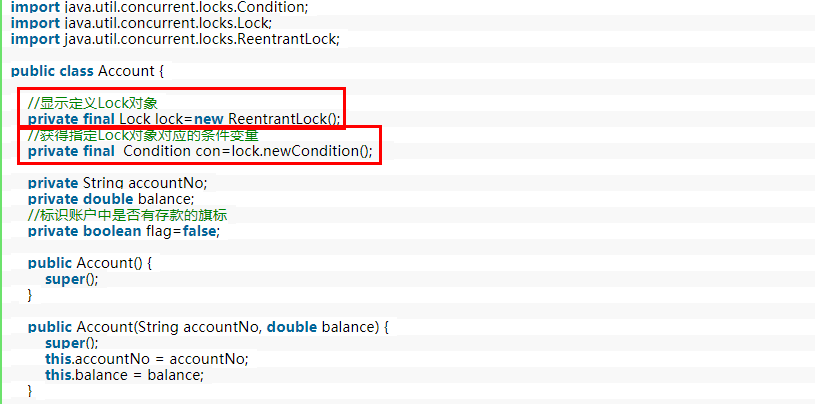 import java.util.concurrent.locks.Condition;
import java.util.concurrent.locks.Lock;
import java.util.concurrent.locks.ReentrantLock;
public class Account {
//显示定义Lock对象
private final Lock lock=new ReentrantLock();
//获得指定Lock对象对应的条件变量
private final  Condition con=lock.newCondition();
private String accountNo;
private double balance;
//标识账户中是否有存款的旗标
private boolean flag=false;
public Account() {
super();
}
public Account(String accountNo, double balance) {
super();
this.accountNo = accountNo;
this.balance = balance;
}